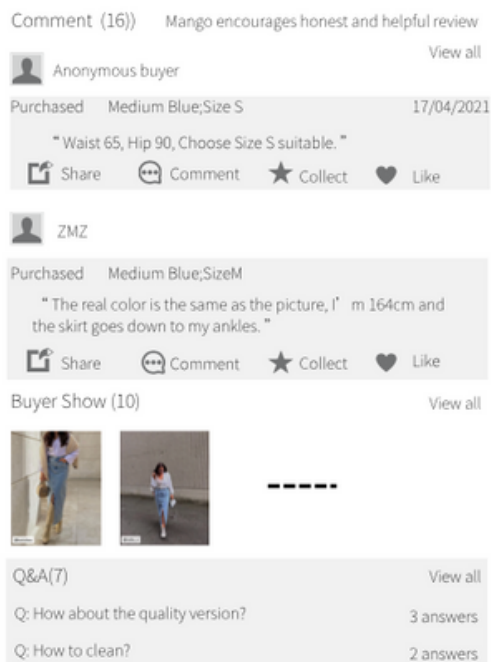 Comment (16))
Mango encourages honest and helpful review
View all
Anonymous buyer
Purchased Medium Blue;Size S 17/04/2021
“ Waist 65, Hip 90, Choose Size S suitable. ”
Share Comment Collect Like
ZMZ
Purchased Medium Blue;SizeM
“ The real color is the same as the picture, I’ m 164cm and
the skirt goes down to my ankles. ”
Share Comment Collect Like
Buyer Show (10) View all
Q&A(7) View all
Q: How about the quality version? 3 answers
Q: How to clean? 2 answers